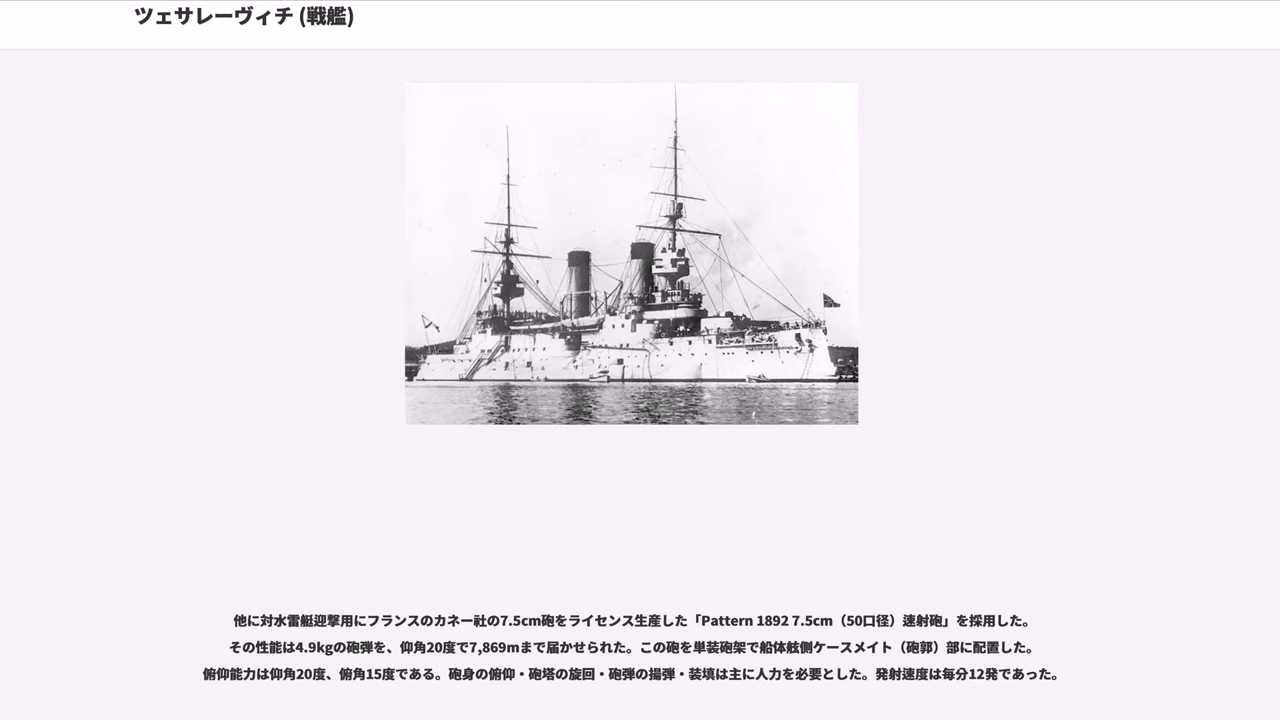 ツェサレーヴィチ (戦艦)
他に対水雷艇迎撃用にフランスのカネー社の7.5cm砲をライセンス生産した「Pattern 1892 7.5cm（50口径）速射砲」を採用した。
その性能は4.9kgの砲弾を、仰角20度で7,869mまで届かせられた。この砲を単装砲架で船体舷側ケースメイト（砲郭）部に配置した。
俯仰能力は仰角20度、俯角15度である。砲身の俯仰・砲塔の旋回・砲弾の揚弾・装填は主に人力を必要とした。発射速度は毎分12発であった。